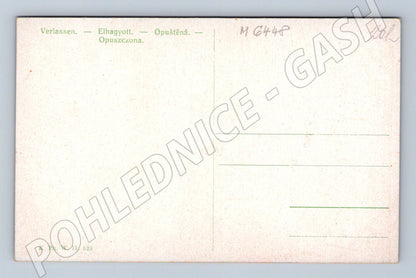 Verlassen. — Elhagyott. — Opuštěná. —
Opuszczona.
M 6448
POHLEDNICE - GASH